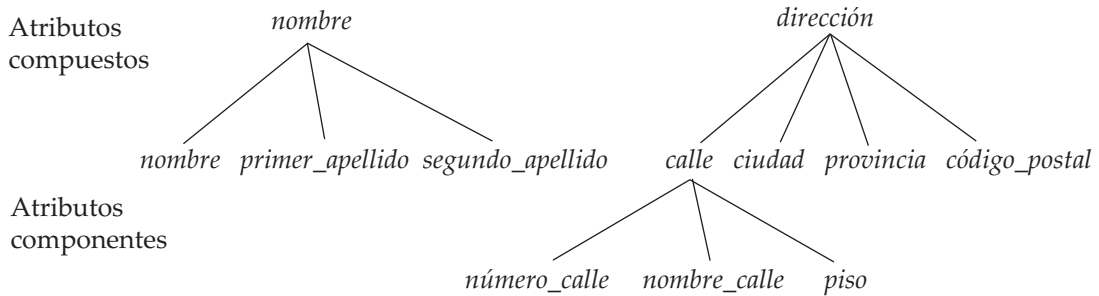 Atributos
compuestos
nombre
dirección
nombre primer_apellido segundo_apellido
calle ciudad provincia código_postal
Atributos
componentes
número_calle nombre_calle piso